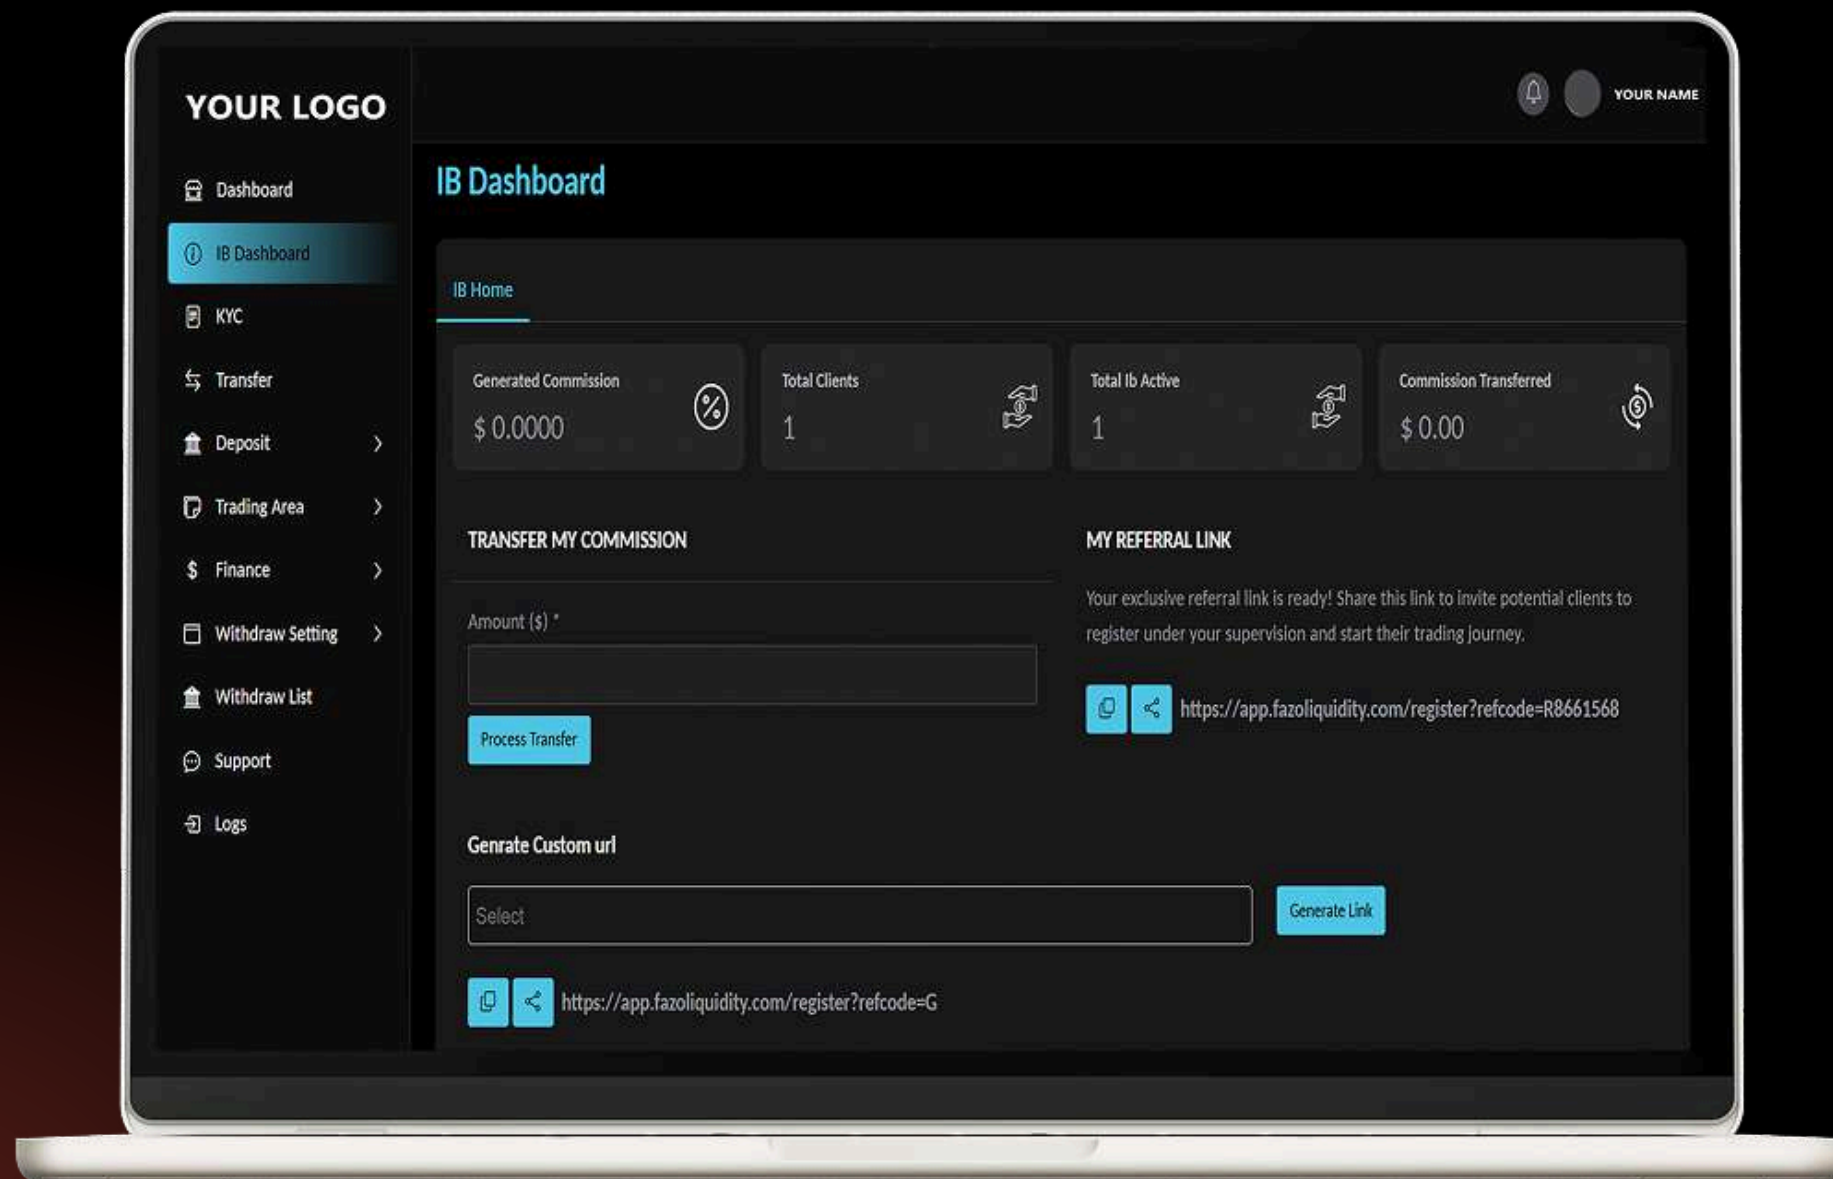 YOUR LOGO
YOUR NAME
Dashboard
IB Dashboard
KYC
Transfer
Deposit
Trading Area
Finance
Withdraw Setting
Withdraw List
Support
Logs
IB Dashboard
IB Home
Generated Commission
$ 0.0000
Total Clients
1
Total Ib Active
1
Commission Transferred
$ 0.00
TRANSFER MY COMMISSION
Amount ($) *
Process Transfer
MY REFERRAL LINK
Your exclusive referral link is ready! Share this link to invite potential clients to
register under your supervision and start their trading journey.
https://app.fazoliquidity.com/register?refcode=R8661568
Genrate Custom url
Select
Generate Link
https://app.fazoliquidity.com/register?refcode=G